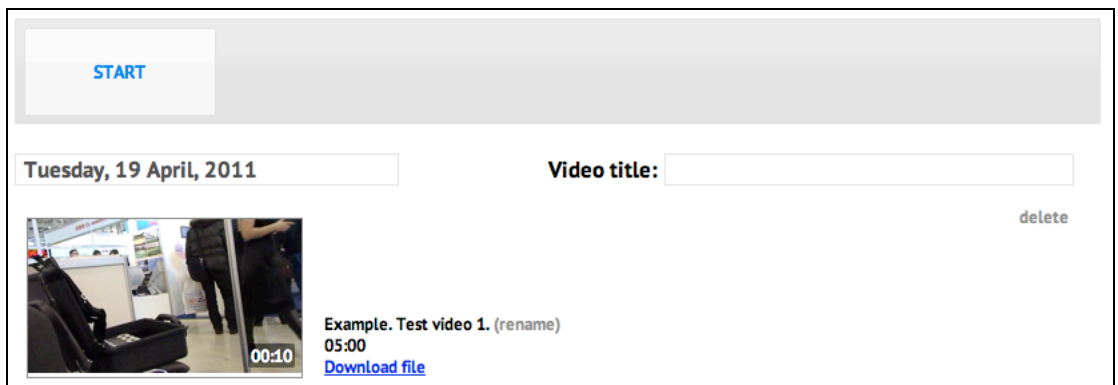 START
Tuesday, 19 April, 2011
Video title:
delete
00:10
Example. Test video 1. (rename)
05:00
Download file